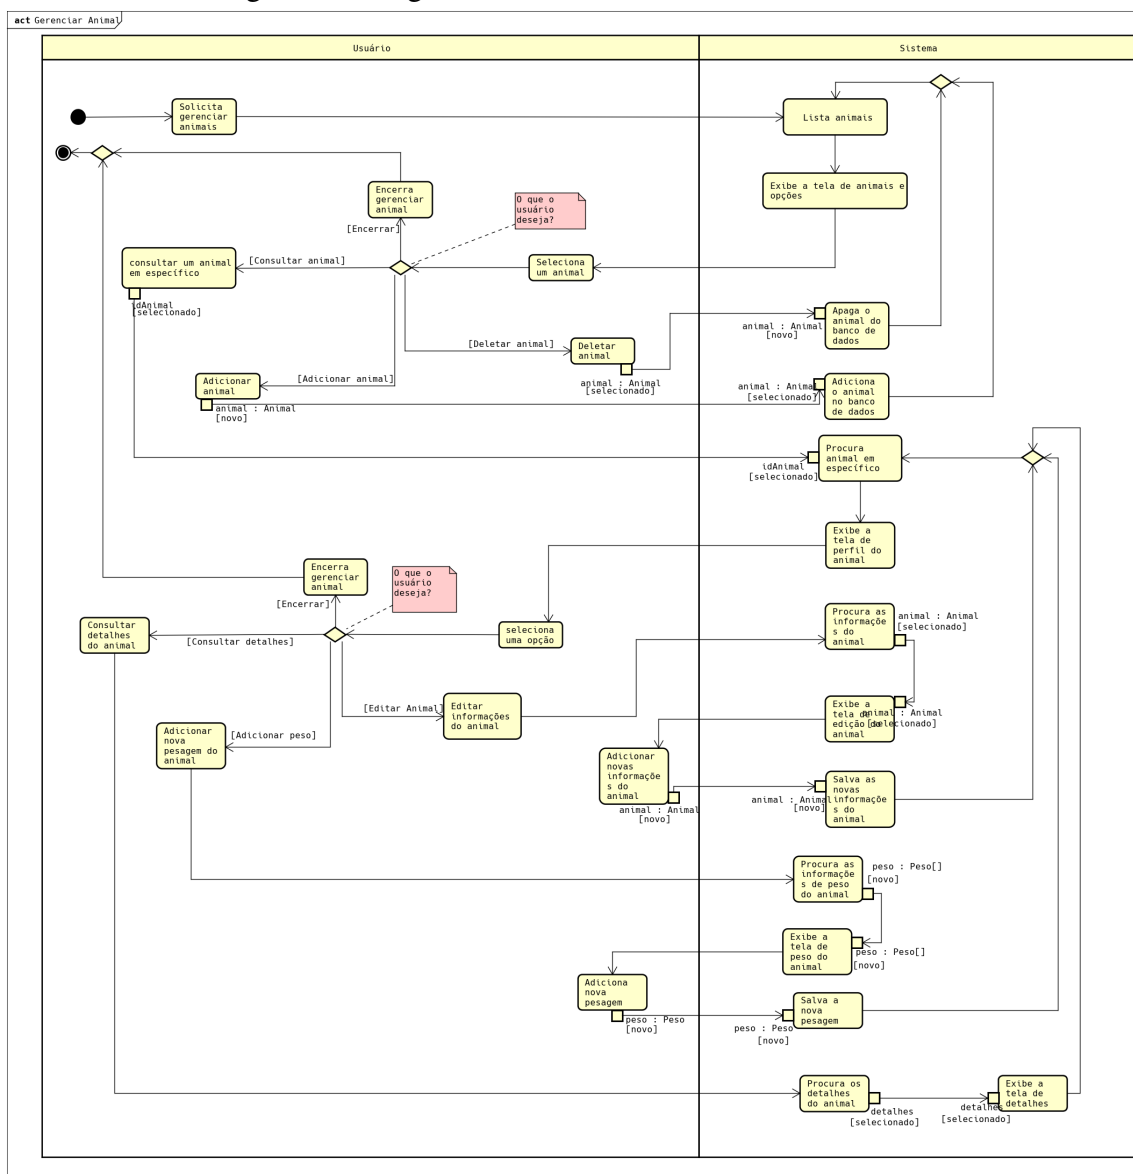 act Gerenciar Animal
Usuário
Sistema
Solicita
gerenciar
animais
Lista animais
Encerra
gerenciar
animal
Exibe a tela de animais e
opções
O que o
usuário
deseja?
[Encerrar]
consultar um animal
em específico
[Consultar animal]
Seleciona
um animal
idAnimal
[selecionado]
Apaga o
animal do
banco de
dados
animal : Animal
[novo]
[Deletar animal]
Deletar
animal
animal : Animal
[selecionado]
Adicionar
animal
[Adicionar animal]
animal : Animal
[novo]
animal : Animal
[selecionado]
Adiciona
o animal
no banco
de dados
Procura
animal em
específico
idAnimal
[selecionado]
Exibe a
tela de
perfil do
animal
Encerra
gerenciar
animal
O que o
usuário
deseja?
[Encerrar]
Consultar
detalhes
do animal
[Consultar detalhes]
seleciona
uma opção
Procura as
informaçõe
s do
animal
animal : Animal
[selecionado]
[Editar Animal]
Editar
informações
do animal
Exibe a
tela de
edição do
animal
animal : Animal
[selecionado]
Adicionar
nova
pesagem do
animal
[Adicionar peso]
Adicionar
novas
informaçõe
s do
animal
animal : Animal
[novo]
animal : Animal
[novo]
Salva as
novas
informaçõe
s do
animal
Procura as
informaçõe
s de peso
do animal
peso : Peso[]
[novo]
Exibe a
tela de
peso do
animal
peso : Peso[]
[novo]
Adiciona
nova
pesagem
peso : Peso
[novo]
peso : Peso
[novo]
Salva a
nova
pesagem
Procura os
detalhes
do animal
detalhes
[selecionado]
detalhes
[selecionado]
Exibe a
tela de
detalhes